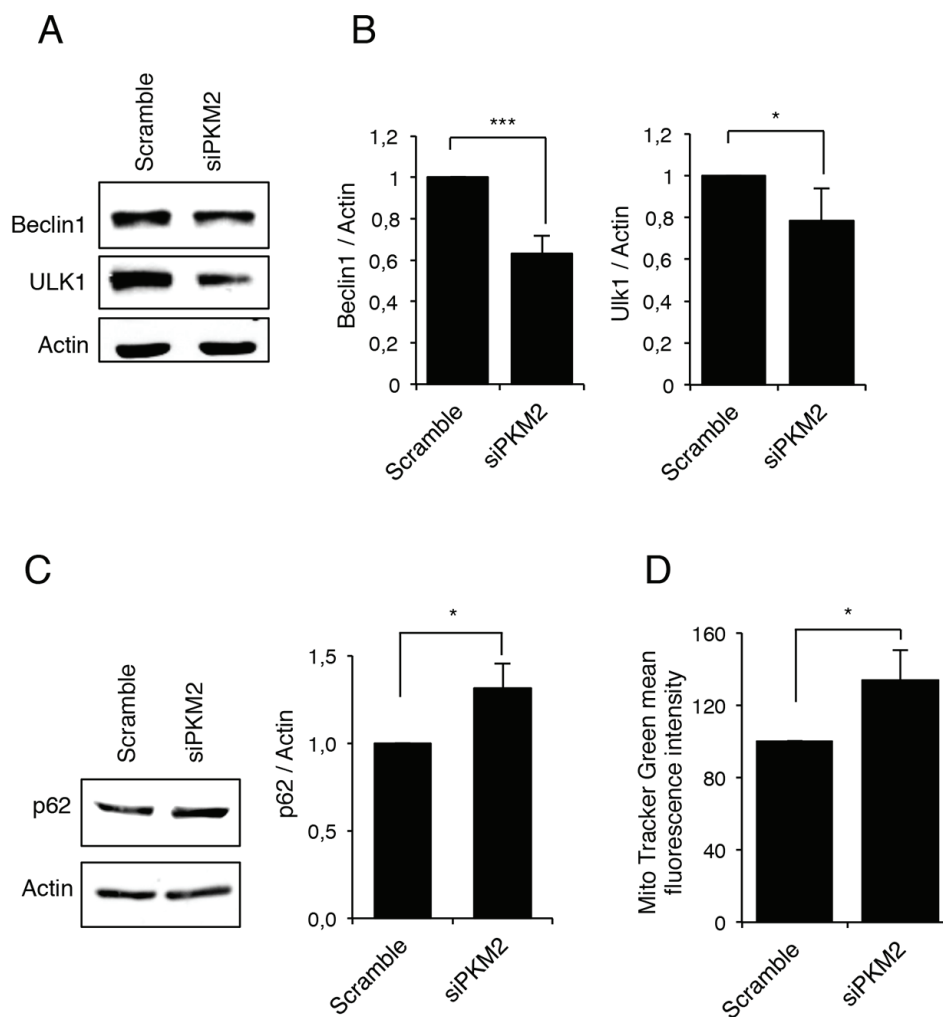 A
B
Scramble
siPKM2
Beclin1
ULK1
Actin
Beclin1 / Actin
1,2
1
0,8
0,6
0,4
0,2
0
***
Scramble
siPKM2
Ulk1 / Actin
1,2
1
0,8
0,6
0,4
0,2
0
*
Scramble
siPKM2
C
D
Scramble
siPKM2
p62
Actin
p62 / Actin
1,5
1,0
0,5
0,0
*
Scramble
siPKM2
Mito Tracker Green mean
fluorescence intensity
160
120
80
40
0
*
Scramble
siPKM2